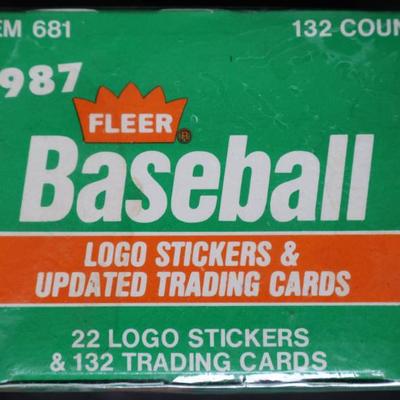 EM 681 132 COUN
987
FLEER®
Baseball
LOGO STICKERS &
UPDATED TRADING CARDS
22 LOGO STICKERS
& 132 TRADING CARDS